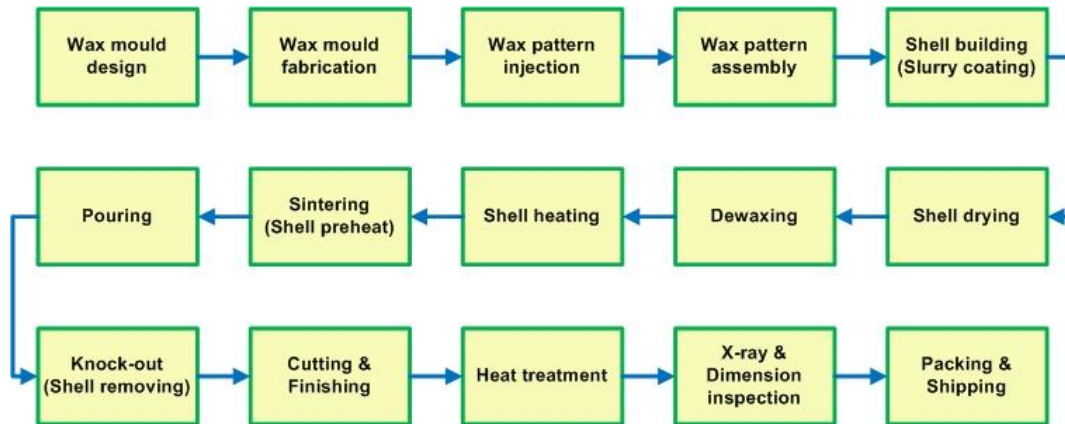 Wax mould
design
Wax mould
fabrication
Wax pattern
injection
Wax pattern
assembly
Shell building
(Slurry coating)
Pouring
Sintering
(Shell preheat)
Shell heating
Dewaxing
Shell drying
Knock-out
(Shell removing)
Cutting &
Finishing
Heat treatment
X-ray &
Dimension
inspection
Packing &
Shipping